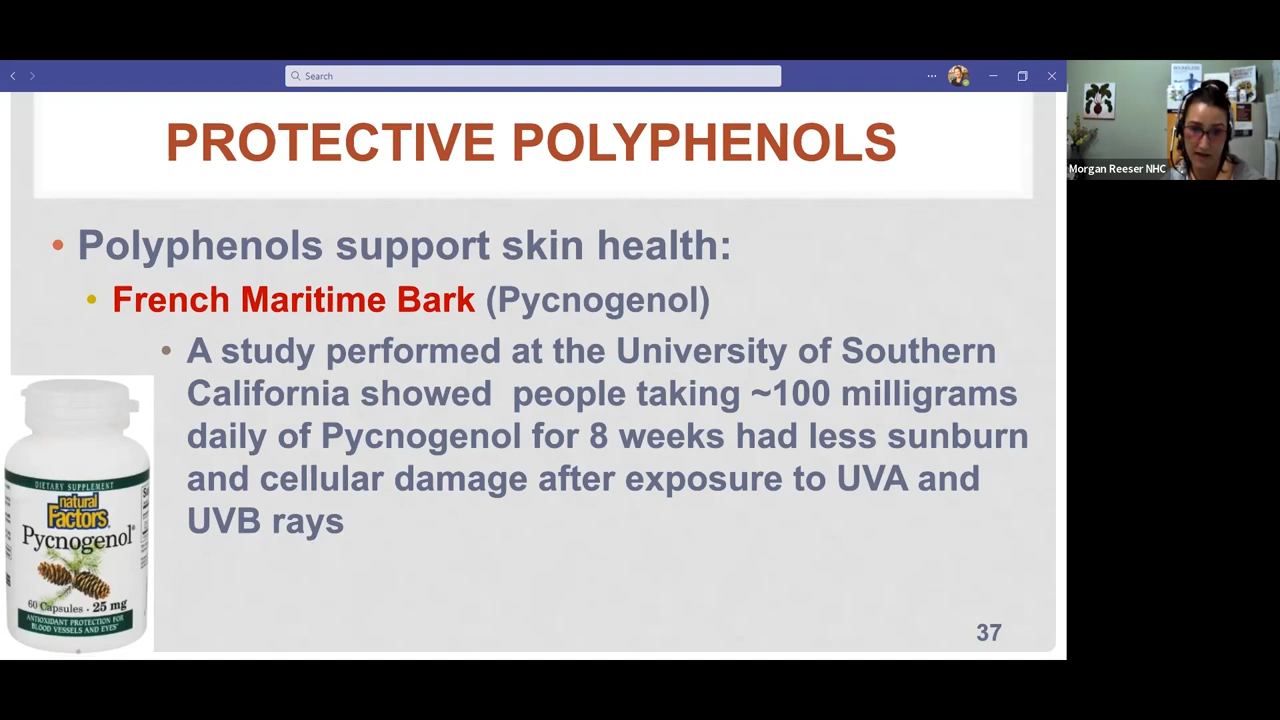 Search
PROTECTIVE POLYPHENOLS
• Polyphenols support skin health:
• French Maritime Bark (Pycnogenol)
• A study performed at the University of Southern
California showed people taking ~100 milligrams
daily of Pycnogenol for 8 weeks had less sunburn
and cellular damage after exposure to UVA and
UVB rays
DIETARY SUPPLEMENT
natural
Factors
Pycnogenol®
60 Capsules • 25 mg
ANTIOXIDANT PROTECTION FOR
BLOOD VESSELS AND EYES*
37
Morgan Reeser NHC